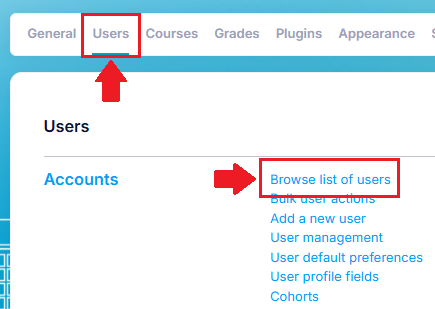 General Users Courses Grades Plugins Appearance
Users
Accounts
Browse list of users
Bulk user actions
Add a new user
User management
User default preferences
User profile fields
Cohorts